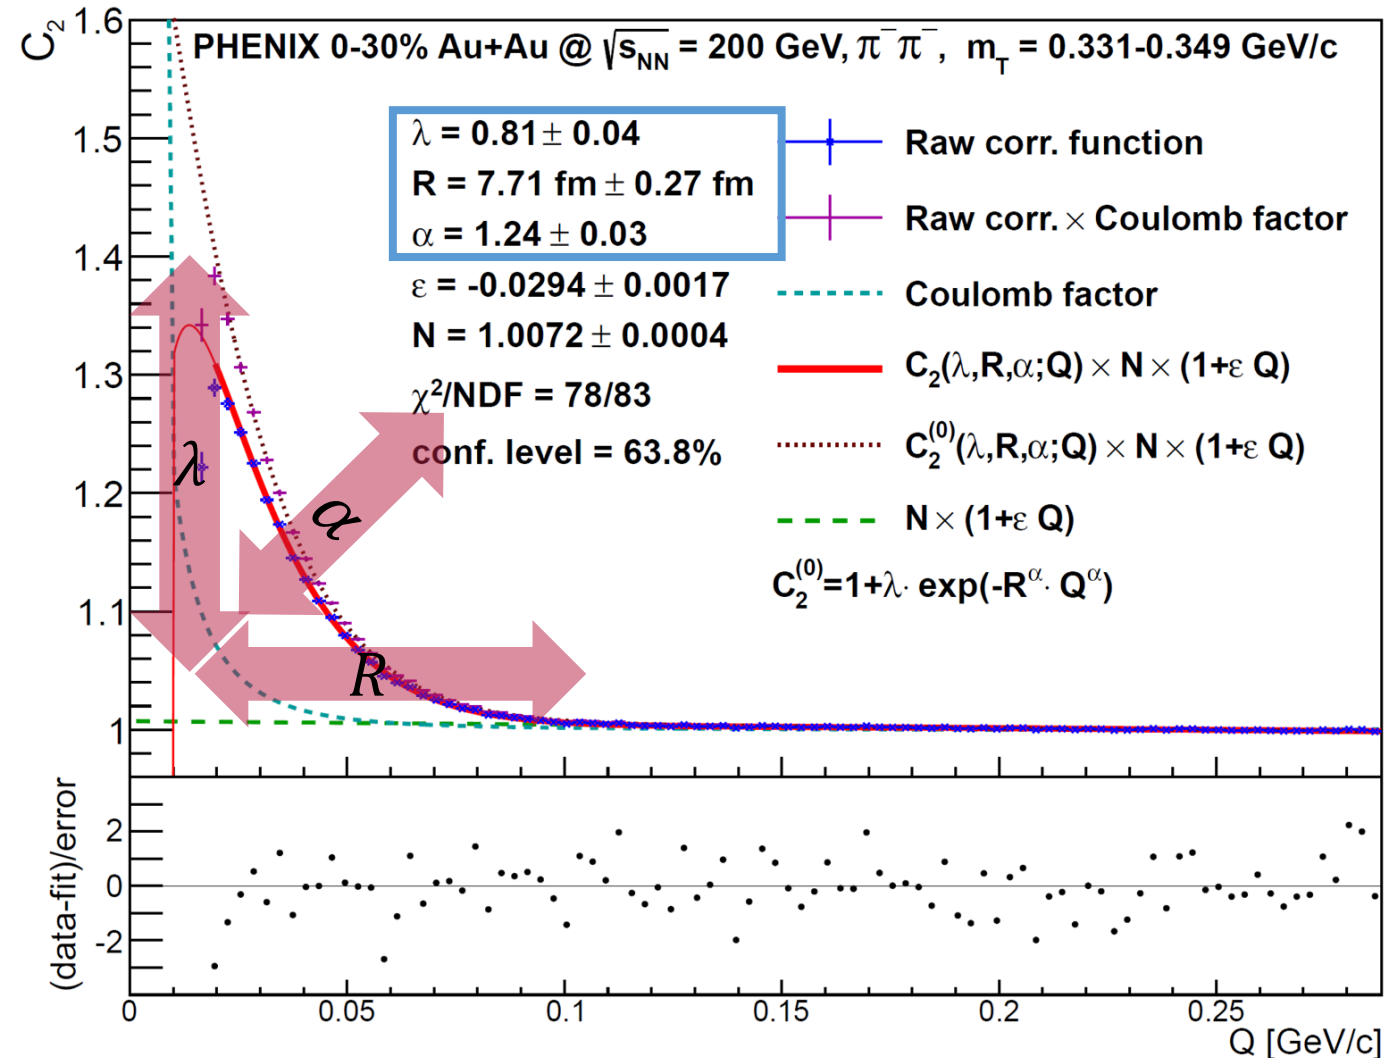 C₂
1.6
1.5
1.4
1.3
1.2
1.1
1
PHENIX 0-30% Au+Au @ √s_NN = 200 GeV, π⁻π⁻, m_T = 0.331-0.349 GeV/c
λ = 0.81 ± 0.04
R = 7.71 fm ± 0.27 fm
α = 1.24 ± 0.03
ε = -0.0294 ± 0.0017
N = 1.0072 ± 0.0004
χ²/NDF = 78/83
conf. level = 63.8%
Raw corr. function
Raw corr. × Coulomb factor
Coulomb factor
C₂(λ,R,α;Q) × N × (1+ε Q)
C₂⁽⁰⁾(λ,R,α;Q) × N × (1+ε Q)
N × (1+ε Q)
C₂⁽⁰⁾=1+λ· exp(-R^α· Q^α)
λ
α
R
(data-fit)/error
2
0
-2
0 0.05 0.1 0.15 0.2 0.25
Q [GeV/c]